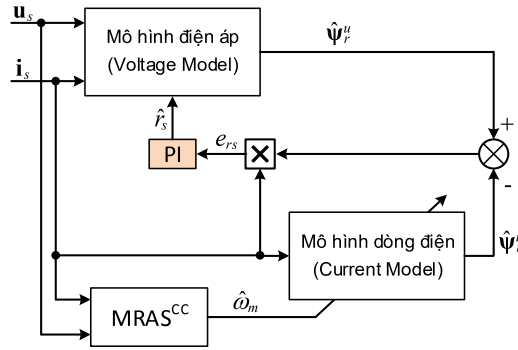 u_s
Mô hình điện áp
(Voltage Model)
ψ̂_r^u
i_s
r̂_s
+
PI
e_rs
×
-
Mô hình dòng điện
(Current Model)
MRAS^CC
ω̂_m